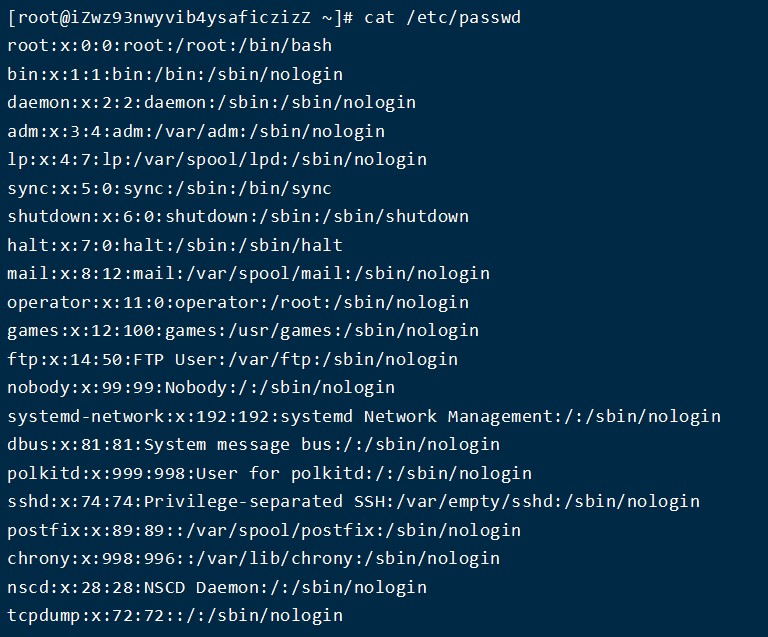 [root@iZwz93nwyvib4ysaficzizZ ~]# cat /etc/passwd
root:x:0:0:root:/root:/bin/bash
bin:x:1:1:bin:/bin:/sbin/nologin
daemon:x:2:2:daemon:/sbin:/sbin/nologin
adm:x:3:4:adm:/var/adm:/sbin/nologin
lp:x:4:7:lp:/var/spool/lpd:/sbin/nologin
sync:x:5:0:sync:/sbin:/bin/sync
shutdown:x:6:0:shutdown:/sbin:/sbin/shutdown
halt:x:7:0:halt:/sbin:/sbin/halt
mail:x:8:12:mail:/var/spool/mail:/sbin/nologin
operator:x:11:0:operator:/root:/sbin/nologin
games:x:12:100:games:/usr/games:/sbin/nologin
ftp:x:14:50:FTP User:/var/ftp:/sbin/nologin
nobody:x:99:99:Nobody:/:/sbin/nologin
systemd-network:x:192:192:systemd Network Management:/:/sbin/nologin
dbus:x:81:81:System message bus:/:/sbin/nologin
polkitd:x:999:998:User for polkitd:/:/sbin/nologin
sshd:x:74:74:Privilege-separated SSH:/var/empty/sshd:/sbin/nologin
postfix:x:89:89::/var/spool/postfix:/sbin/nologin
chrony:x:998:996::/var/lib/chrony:/sbin/nologin
nscd:x:28:28:NSCD Daemon:/:/sbin/nologin
tcpdump:x:72:72::/:/sbin/nologin